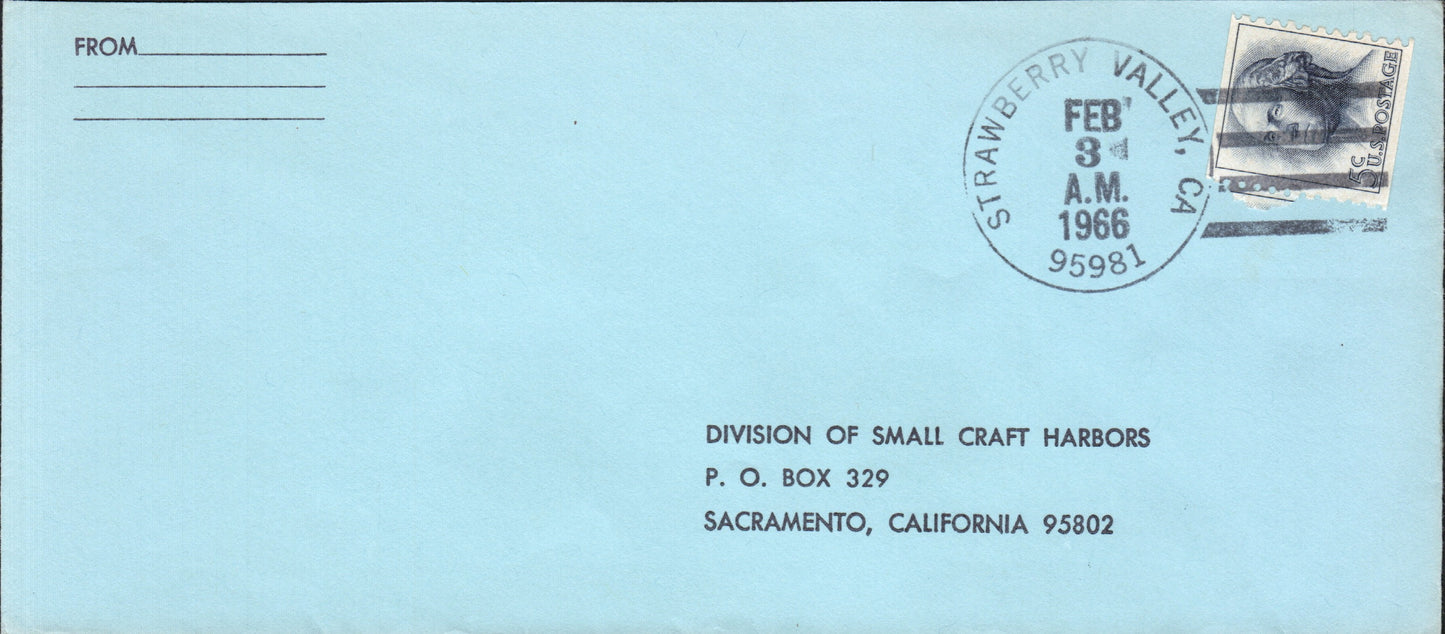 FROM
STRAWBERRY VALLEY, CA
FEB
3
A.M.
1966
95981
5c U.S. POSTAGE
DIVISION OF SMALL CRAFT HARBORS
P. O. BOX 329
SACRAMENTO, CALIFORNIA 95802